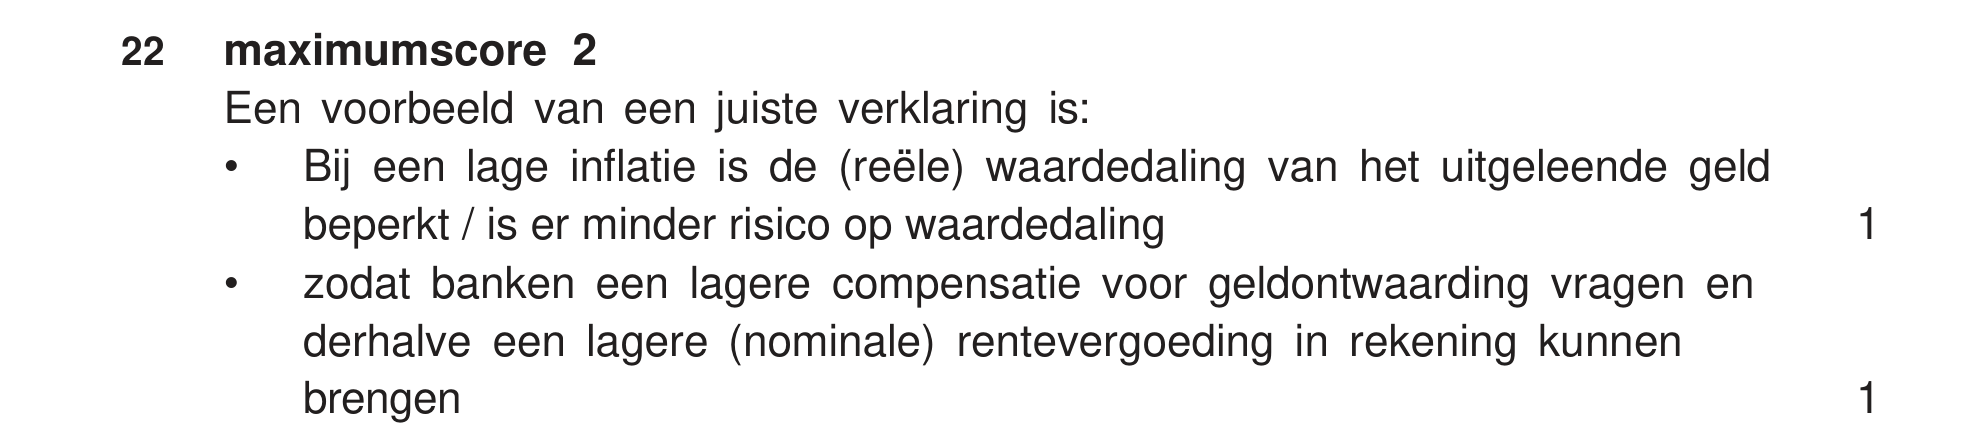 22 maximumscore 2
Een voorbeeld van een juiste verklaring is:
• Bij een lage inflatie is de (reële) waardedaling van het uitgeleende geld
beperkt / is er minder risico op waardedaling 1
• zodat banken een lagere compensatie voor geldontwaarding vragen en
derhalve een lagere (nominale) rentevergoeding in rekening kunnen
brengen 1